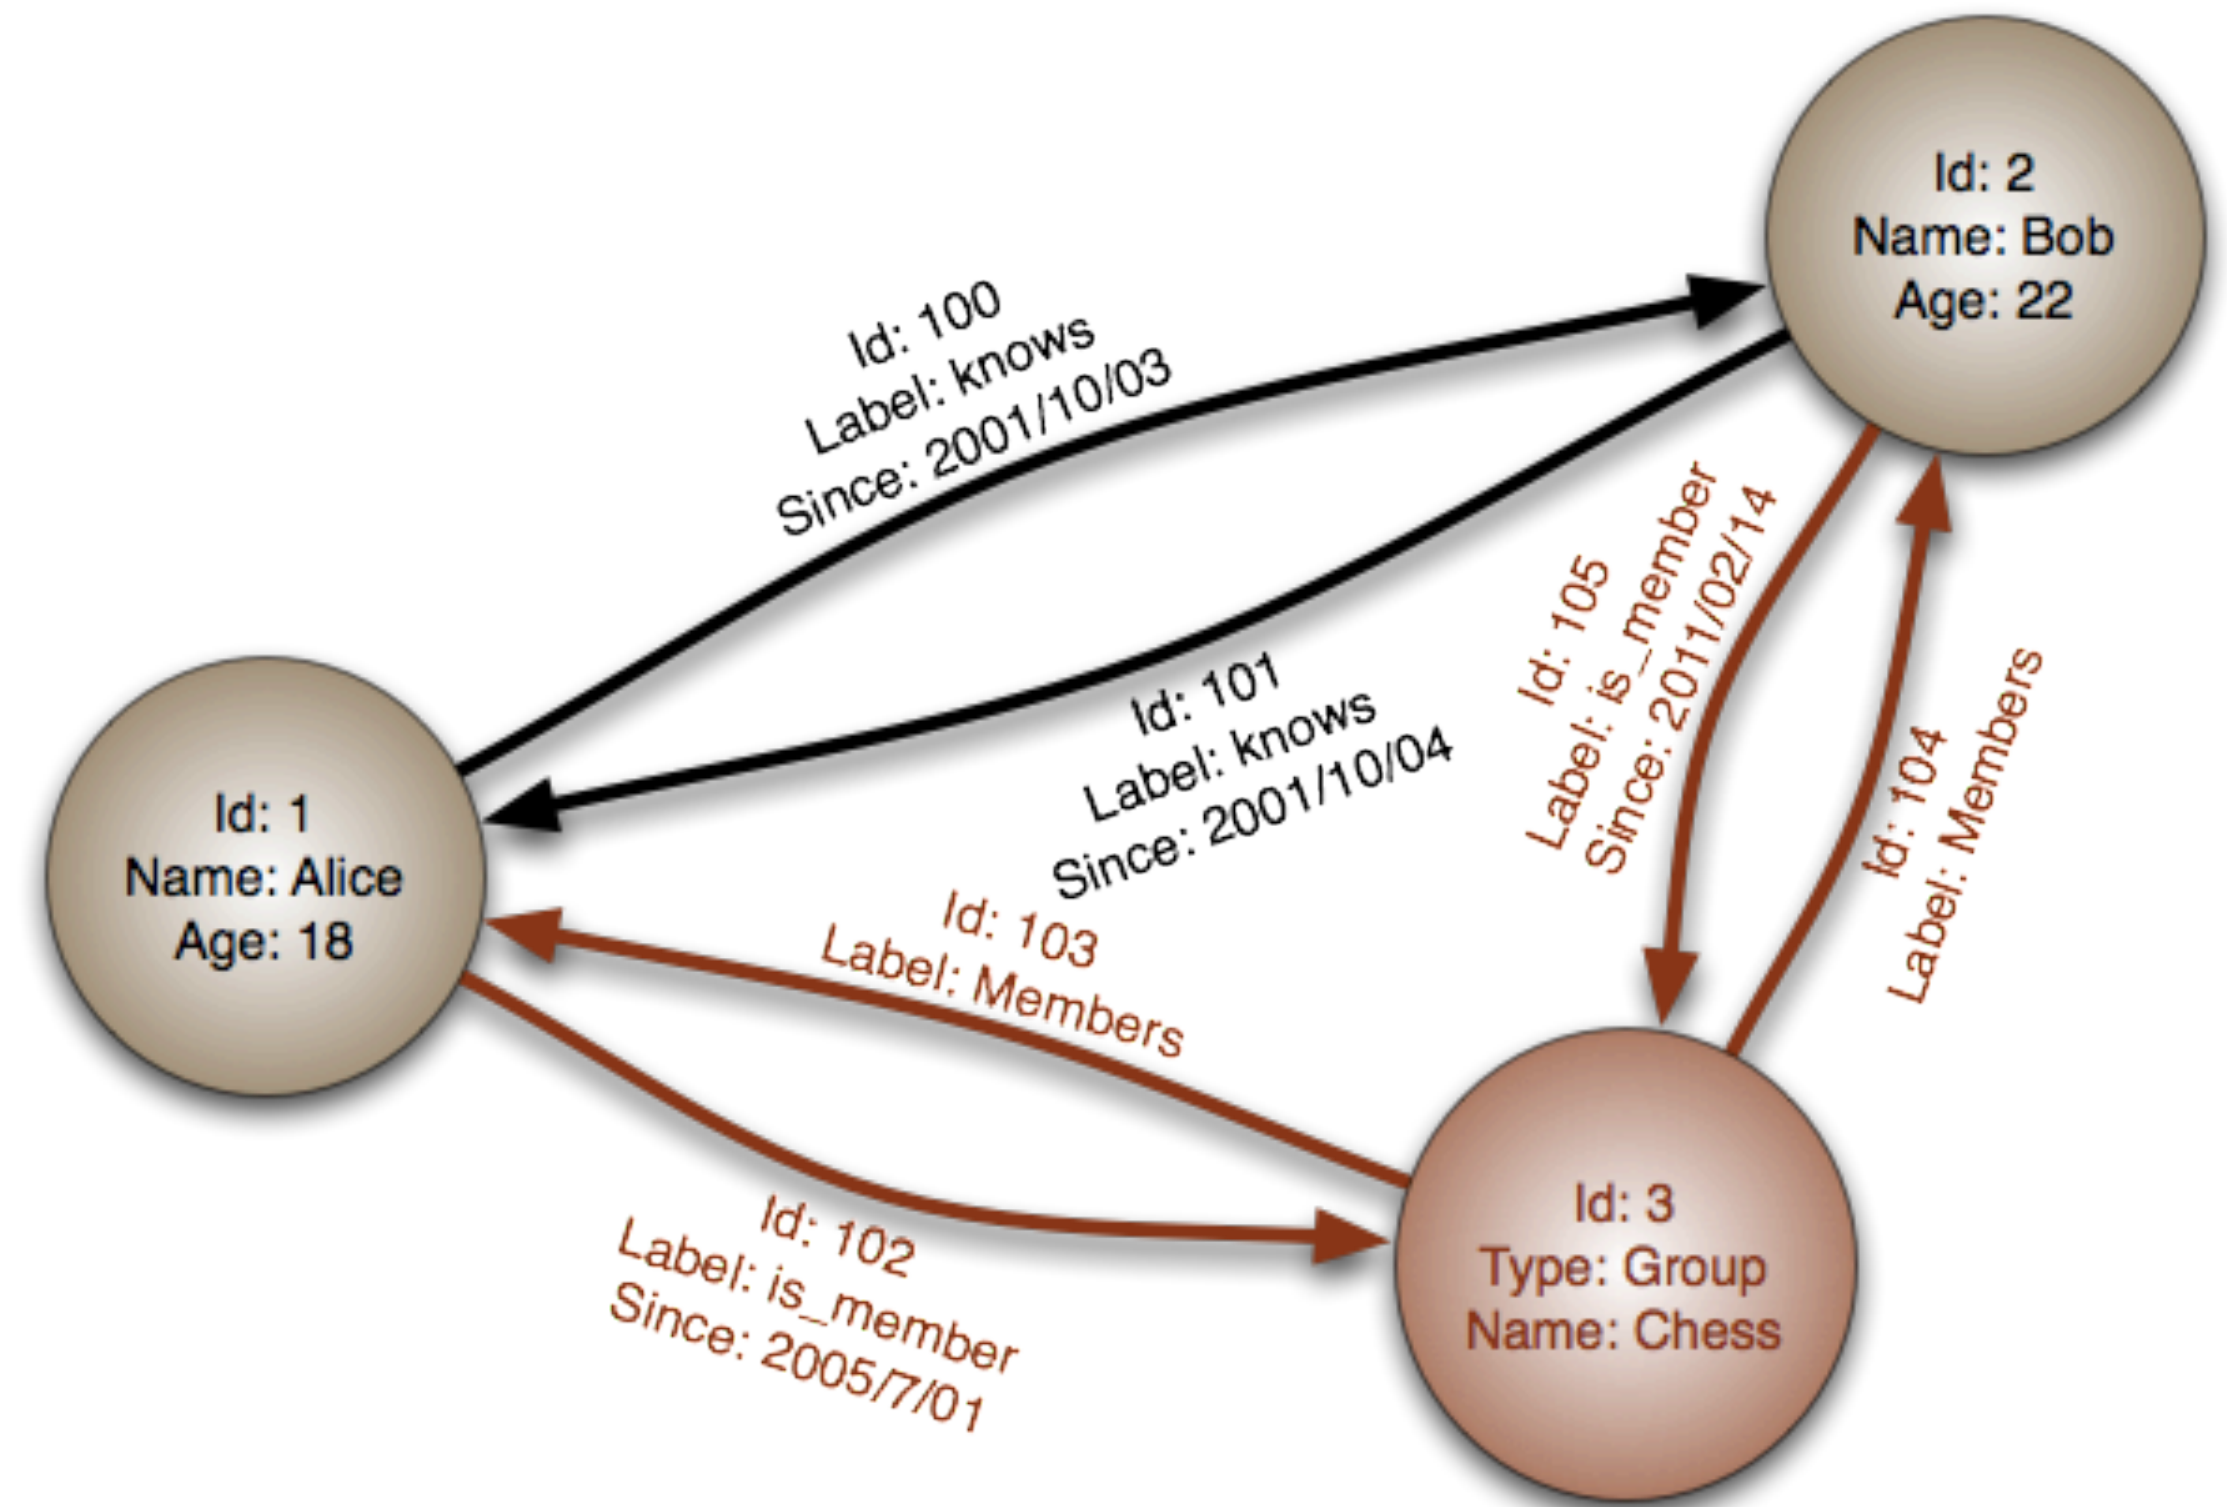 Id: 2
Name: Bob
Age: 22
Id: 100
Label: knows
Since: 2001/10/03
Id: 105
Label: is_member
Since: 2011/02/14
Id: 101
Label: knows
Since: 2001/10/04
Id: 104
Label: Members
Id: 1
Name: Alice
Age: 18
Id: 103
Label: Members
Id: 102
Label: is_member
Since: 2005/7/01
Id: 3
Type: Group
Name: Chess